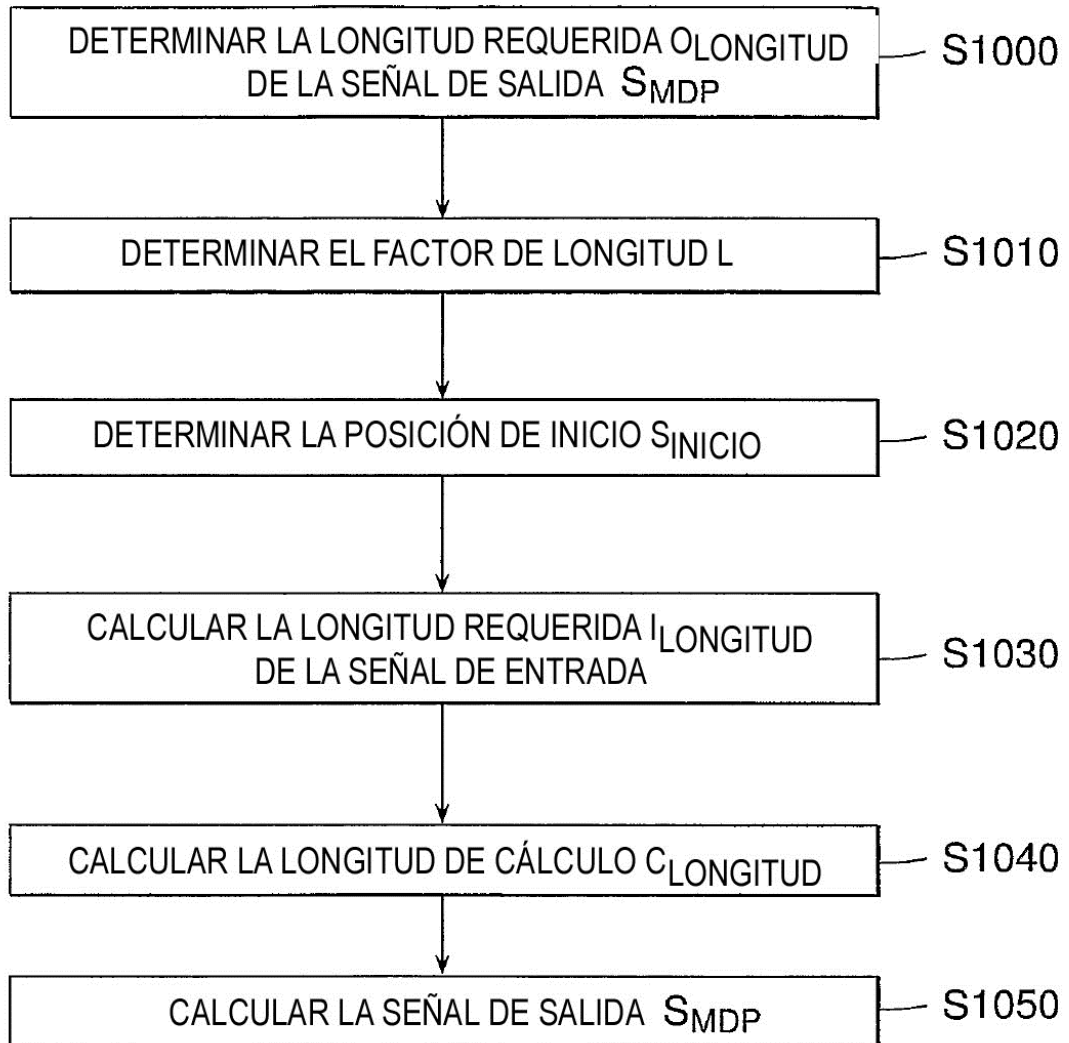 DETERMINAR LA LONGITUD REQUERIDA OLONGITUD
DE LA SEÑAL DE SALIDA SMDP
S1000
DETERMINAR EL FACTOR DE LONGITUD L
S1010
DETERMINAR LA POSICIÓN DE INICIO SINICIO
S1020
CALCULAR LA LONGITUD REQUERIDA ILONGITUD
DE LA SEÑAL DE ENTRADA
S1030
CALCULAR LA LONGITUD DE CÁLCULO CLONGITUD
S1040
CALCULAR LA SEÑAL DE SALIDA SMDP
S1050